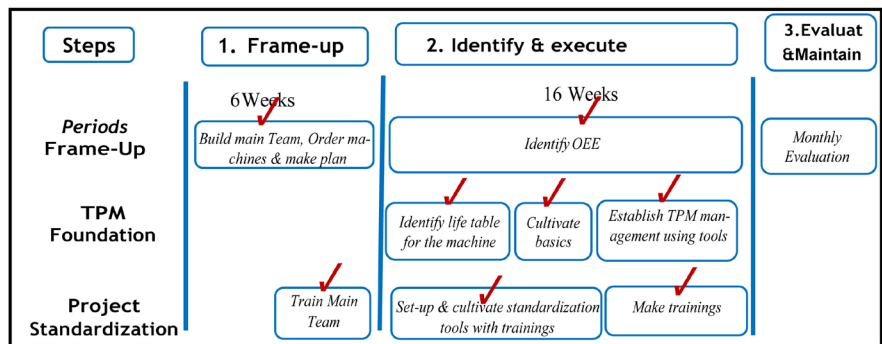 Steps
1. Frame-up
2. Identify & execute
3.Evaluat
&Maintain
6Weeks
16 Weeks
Periods
Frame-Up
Build main Team, Order ma-
chines & make plan
Identify OEE
Monthly
Evaluation
TPM
Foundation
Identify life table
for the machine
Cultivate
basics
Establish TPM man-
agement using tools
Project
Standardization
Train Main
Team
Set-up & cultivate standardization
tools with trainings
Make trainings